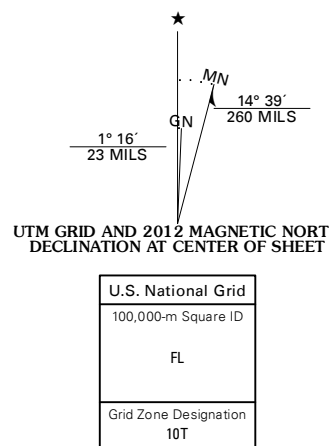 ★
MN
GN
1° 16´
23 MILS
14° 39´
260 MILS
UTM GRID AND 2012 MAGNETIC NORT
DECLINATION AT CENTER OF SHEET
U.S. National Grid
100,000-m Square ID
FL
Grid Zone Designation
10T